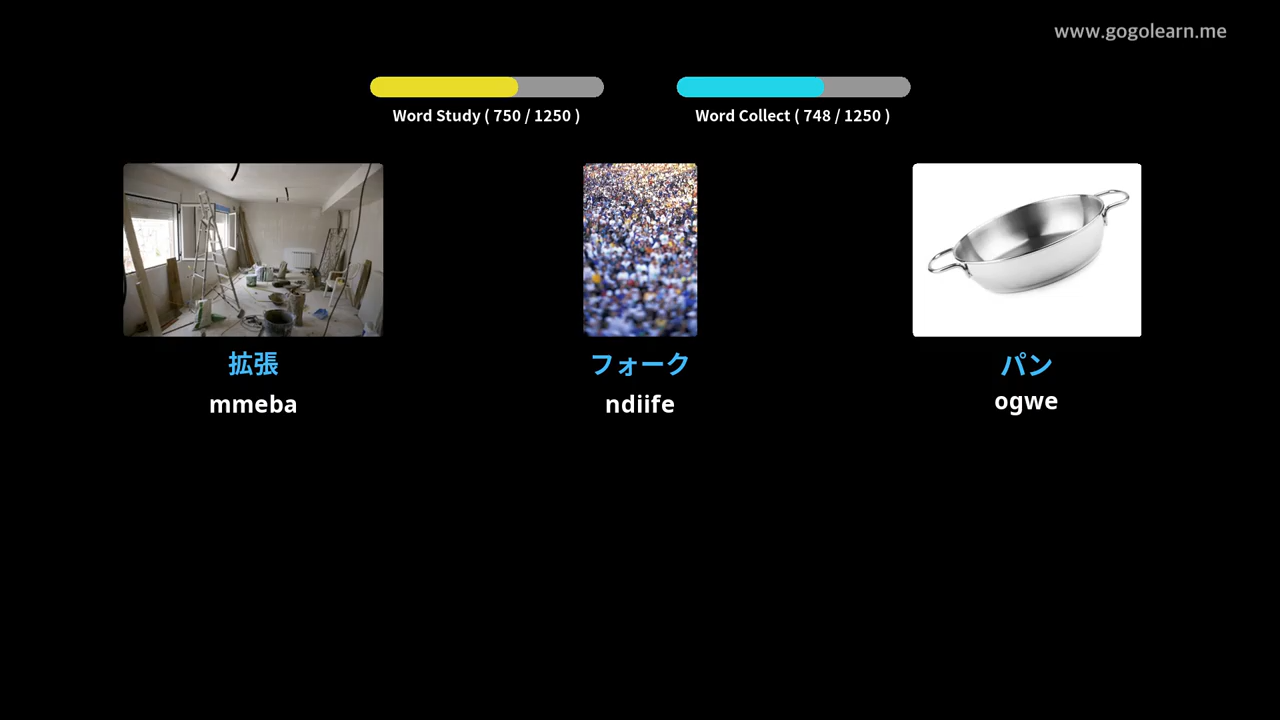 www.gogolearn.me
Word Study ( 750 / 1250 )
Word Collect ( 748 / 1250 )
拡張
フォーク
パン
mmeba
ndiife
ogwe